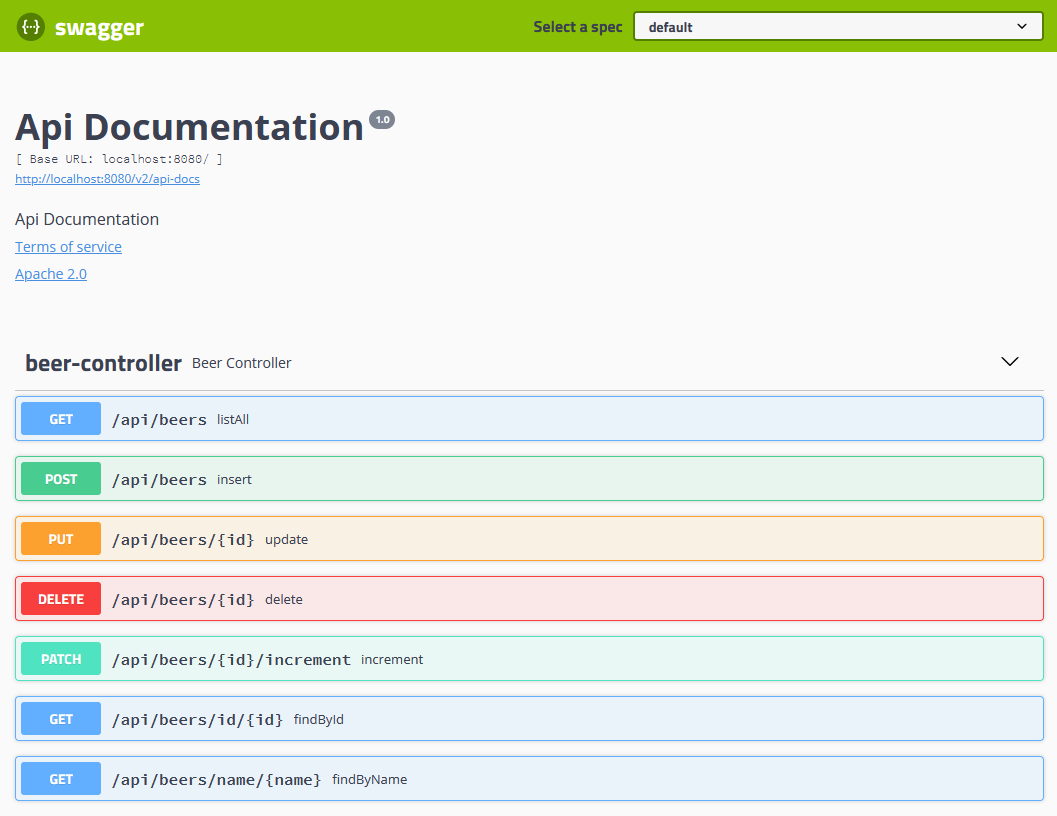 {···} swagger Select a spec default
Api Documentation 1.0
[ Base URL: localhost:8080/ ]
http://localhost:8080/v2/api-docs
Api Documentation
Terms of service
Apache 2.0
beer-controller Beer Controller
GET /api/beers listAll
POST /api/beers insert
PUT /api/beers/{id} update
DELETE /api/beers/{id} delete
PATCH /api/beers/{id}/increment increment
GET /api/beers/id/{id} findById
GET /api/beers/name/{name} findByName